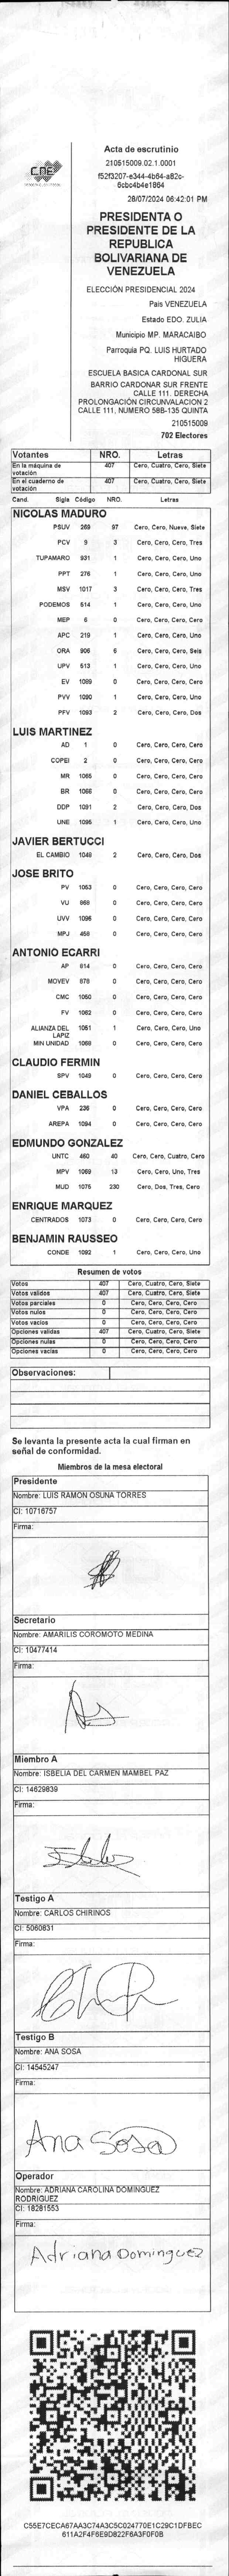 CNE
Acta de escrutinio
210515009.02.1.0001
28/07/2024 06:42:01 PM
PRESIDENTA O
PRESIDENTE DE LA
REPUBLICA
BOLIVARIANA DE
VENEZUELA
ELECCIÓN PRESIDENCIAL 2024
Pais VENEZUELA
Estado EDO. ZULIA
Municipio MP. MARACAIBO
Parroquia PQ. LUIS HURTADO
HIGUERA
ESCUELA BASICA CARDONAL SUR
BARRIO CARDONAR SUR FRENTE
CALLE 111. DERECHA
PROLONGACIÓN CIRCUNVALACION 2
CALLE 111, NUMERO 58B-135 QUINTA
210515009
702 Electores
Votantes NRO. Letras
En la máquina de votación 407 Cero, Cuatro, Cero, Siete
En el cuaderno de votación 407 Cero, Cuatro, Cero, Siete
Cand. Sigla Código NRO. Letras
NICOLAS MADURO
PSUV 269 97 Cero, Cero, Nueve, Siete
PCV 9 3 Cero, Cero, Cero, Tres
TUPAMARO 931 1 Cero, Cero, Cero, Uno
PPT 276 1 Cero, Cero, Cero, Uno
MSV 1017 3 Cero, Cero, Cero, Tres
PODEMOS 514 1 Cero, Cero, Cero, Uno
MEP 6 0 Cero, Cero, Cero, Cero
APC 219 1 Cero, Cero, Cero, Uno
ORA 906 6 Cero, Cero, Cero, Seis
UPV 513 1 Cero, Cero, Cero, Uno
EV 1089 0 Cero, Cero, Cero, Cero
PVV 1090 1 Cero, Cero, Cero, Uno
PFV 1093 2 Cero, Cero, Cero, Dos
LUIS MARTINEZ
AD 1 0 Cero, Cero, Cero, Cero
COPEI 2 0 Cero, Cero, Cero, Cero
MR 1065 0 Cero, Cero, Cero, Cero
BR 1066 0 Cero, Cero, Cero, Cero
DDP 1091 2 Cero, Cero, Cero, Dos
UNE 1095 1 Cero, Cero, Cero, Uno
JAVIER BERTUCCI
EL CAMBIO 1048 2 Cero, Cero, Cero, Dos
JOSE BRITO
PV 1053 0 Cero, Cero, Cero, Cero
VU 868 0 Cero, Cero, Cero, Cero
UVV 1096 0 Cero, Cero, Cero, Cero
MPJ 458 0 Cero, Cero, Cero, Cero
ANTONIO ECARRI
AP 814 0 Cero, Cero, Cero, Cero
MOVEV 878 0 Cero, Cero, Cero, Cero
CMC 1050 0 Cero, Cero, Cero, Cero
FV 1062 0 Cero, Cero, Cero, Cero
ALIANZA DEL LAPIZ 1051 1 Cero, Cero, Cero, Uno
MIN UNIDAD 1068 0 Cero, Cero, Cero, Cero
CLAUDIO FERMIN
SPV 1049 0 Cero, Cero, Cero, Cero
DANIEL CEBALLOS
VPA 236 0 Cero, Cero, Cero, Cero
AREPA 1094 0 Cero, Cero, Cero, Cero
EDMUNDO GONZALEZ
UNTC 460 40 Cero, Cero, Cuatro, Cero
MPV 1069 13 Cero, Cero, Uno, Tres
MUD 1075 230 Cero, Dos, Tres, Cero
ENRIQUE MARQUEZ
CENTRADOS 1073 0 Cero, Cero, Cero, Cero
BENJAMIN RAUSSEO
CONDE 1092 1 Cero, Cero, Cero, Uno
Resumen de votos
Votos 407 Cero, Cuatro, Cero, Siete
Votos validos 407 Cero, Cuatro, Cero, Siete
Votos parciales 0 Cero, Cero, Cero, Cero
Votos nulos 0 Cero, Cero, Cero, Cero
Votos vacios 0 Cero, Cero, Cero, Cero
Opciones validas 407 Cero, Cuatro, Cero, Siete
Opciones nulas 0 Cero, Cero, Cero, Cero
Opciones vacias 0 Cero, Cero, Cero, Cero
Observaciones:
Se levanta la presente acta la cual firman en
señal de conformidad.
Miembros de la mesa electoral
Presidente
Nombre: LUIS RAMON OSUNA TORRES
CI: 10716757
Firma:
Secretario
Nombre: AMARILIS COROMOTO MEDINA
CI: 10477414
Firma:
Miembro A
Nombre: ISBELIA DEL CARMEN MAMBEL PAZ
CI: 14629839
Firma:
Testigo A
Nombre: CARLOS CHIRINOS
CI: 5060831
Firma:
Testigo B
Nombre: ANA SOSA
CI: 14545247
Firma:
Ana Sosa
Operador
Nombre: ADRIANA CAROLINA DOMINGUEZ
RODRIGUEZ
CI: 18281553
Firma:
Adriana Dominguez
C55E7CECA67AA3C74A3C5C024770E1C29C1DFBEC
611A2F4F6E9D822F6A3F0F0B